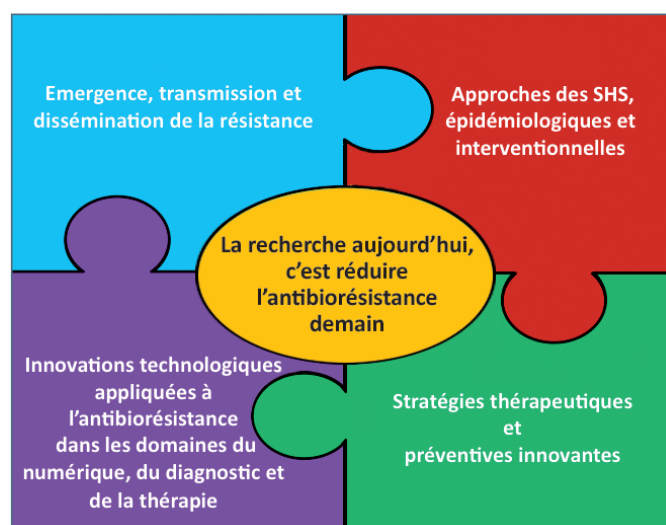 Emergence, transmission et
dissémination de la résistance
Approches des SHS,
épidémiologiques et
interventionnelles
La recherche aujourd’hui,
c’est réduire
l’antibiorésistance
demain
Innovations technologiques
appliquées à
l’antibiorésistance
dans les domaines du
numérique, du diagnostic et
de la thérapie
Stratégies thérapeutiques
et
préventives innovantes